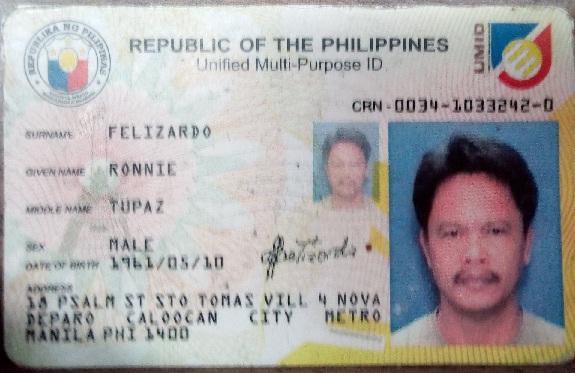 REPUBLIKA NG PILIPINAS
REPUBLIC OF THE PHILIPPINES
Unified Multi-Purpose ID
UMID
CRN - 0034-1033242-0
SURNAME FELIZARDO
GIVEN NAME RONNIE
MIDDLE NAME TUPAZ
SEX MALE
DATE OF BIRTH 1961/05/10
ADDRESS
18 PSALM ST STO TOMAS VILL 4 NOVA
DEPARO CALOOCAN CITY METRO
MANILA PHI 1400